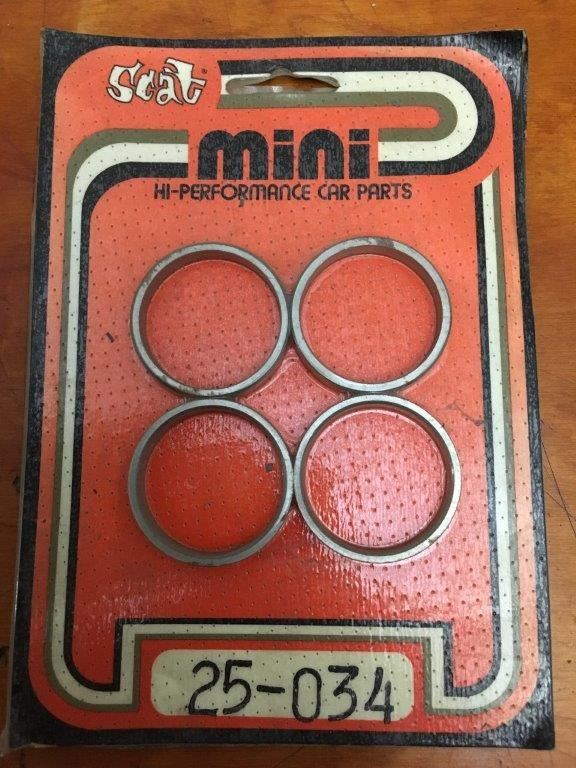 Scat
mini
HI-PERFORMANCE CAR PARTS
25-034